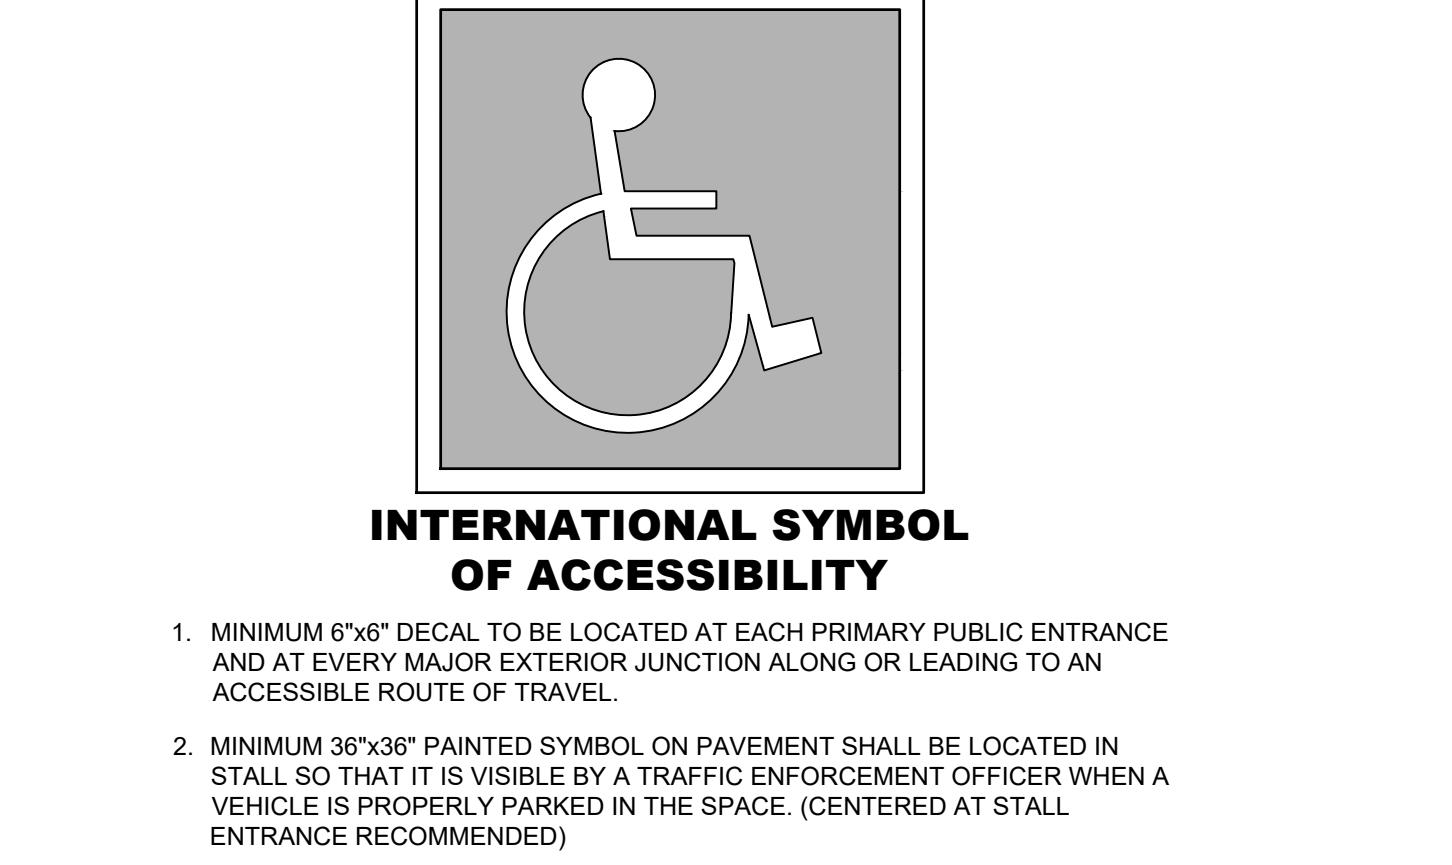 INTERNATIONAL SYMBOL
OF ACCESSIBILITY
1. MINIMUM 6"x6" DECAL TO BE LOCATED AT EACH PRIMARY PUBLIC ENTRANCE
AND AT EVERY MAJOR EXTERIOR JUNCTION ALONG OR LEADING TO AN
ACCESSIBLE ROUTE OF TRAVEL.
2. MINIMUM 36"x36" PAINTED SYMBOL ON PAVEMENT SHALL BE LOCATED IN
STALL SO THAT IT IS VISIBLE BY A TRAFFIC ENFORCEMENT OFFICER WHEN A
VEHICLE IS PROPERLY PARKED IN THE SPACE. (CENTERED AT STALL
ENTRANCE RECOMMENDED)